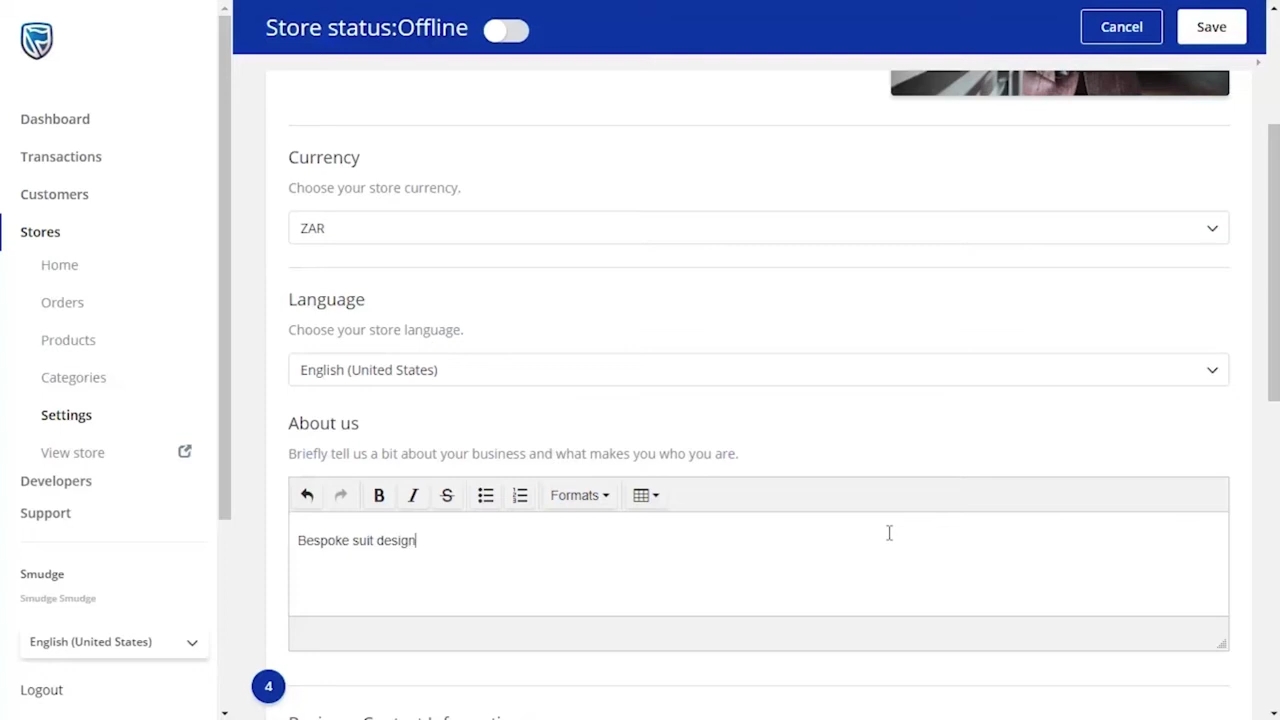 Store status:Offline
Cancel
Save
Dashboard
Transactions
Customers
Stores
Home
Orders
Products
Categories
Settings
View store
Developers
Support
Smudge
Smudge Smudge
English (United States)
Logout
Currency
Choose your store currency.
ZAR
Language
Choose your store language.
English (United States)
About us
Briefly tell us a bit about your business and what makes you who you are.
B I S Formats
Bespoke suit design
4